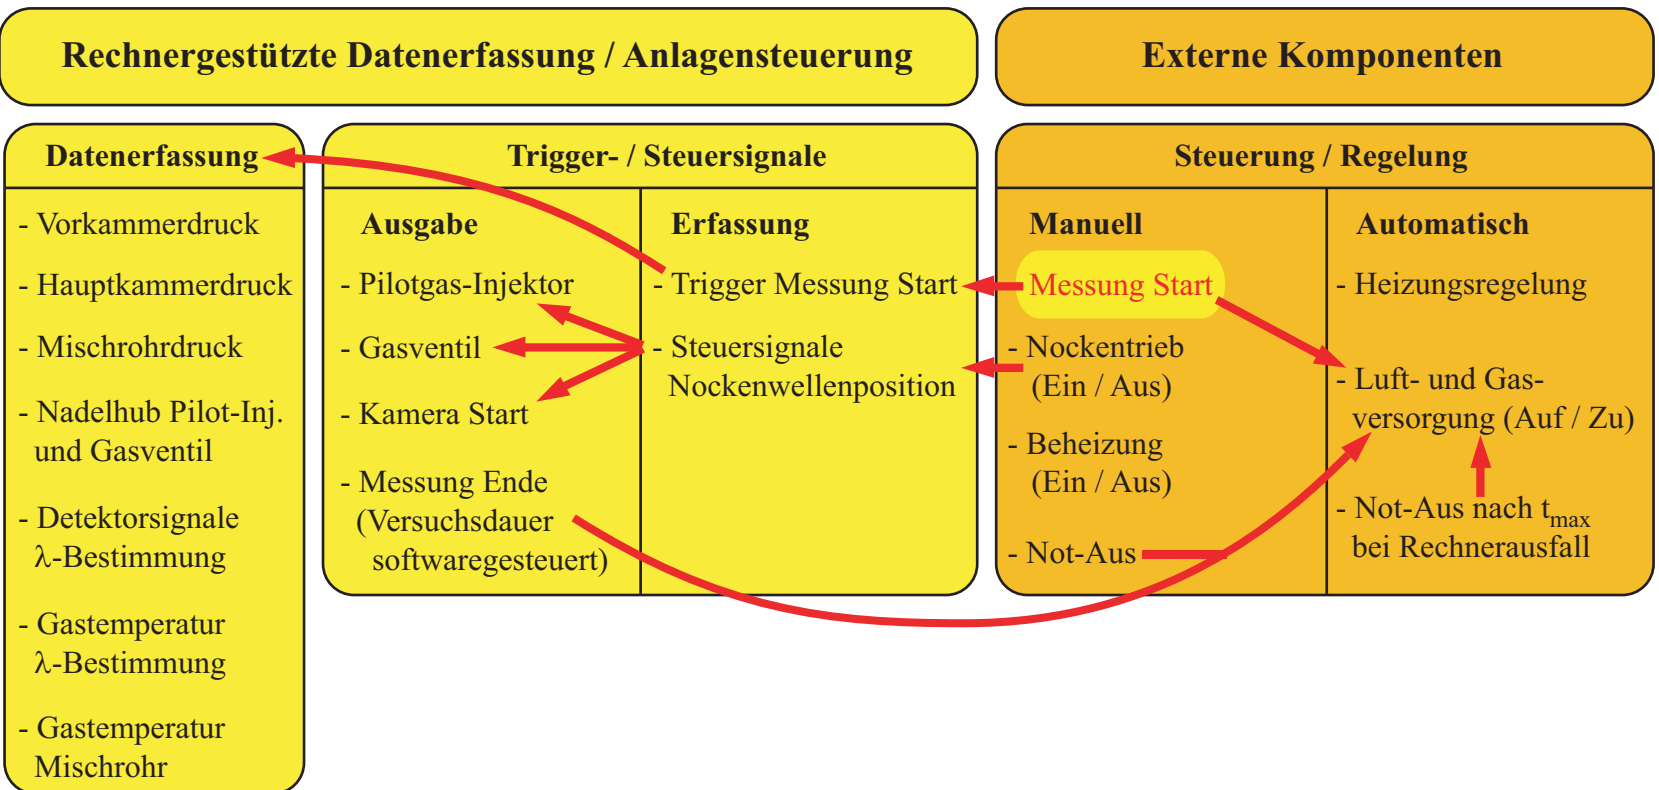 Rechnergestützte Datenerfassung / Anlagensteuerung
Externe Komponenten
Datenerfassung
- Vorkammerdruck
- Hauptkammerdruck
- Mischrohrdruck
- Nadelhub Pilot-Inj.
und Gasventil
- Detektorsignale
λ-Bestimmung
- Gastemperatur
λ-Bestimmung
- Gastemperatur
Mischrohr
Trigger- / Steuersignale
Ausgabe
- Pilotgas-Injektor
- Gasventil
- Kamera Start
- Messung Ende
(Versuchsdauer
softwaregesteuert)
Erfassung
- Trigger Messung Start
- Steuersignale
Nockenwellenposition
Steuerung / Regelung
Manuell
Messung Start
- Nockentrieb
(Ein / Aus)
- Beheizung
(Ein / Aus)
- Not-Aus
Automatisch
- Heizungsregelung
- Luft- und Gas-
versorgung (Auf / Zu)
- Not-Aus nach tmax
bei Rechnerausfall